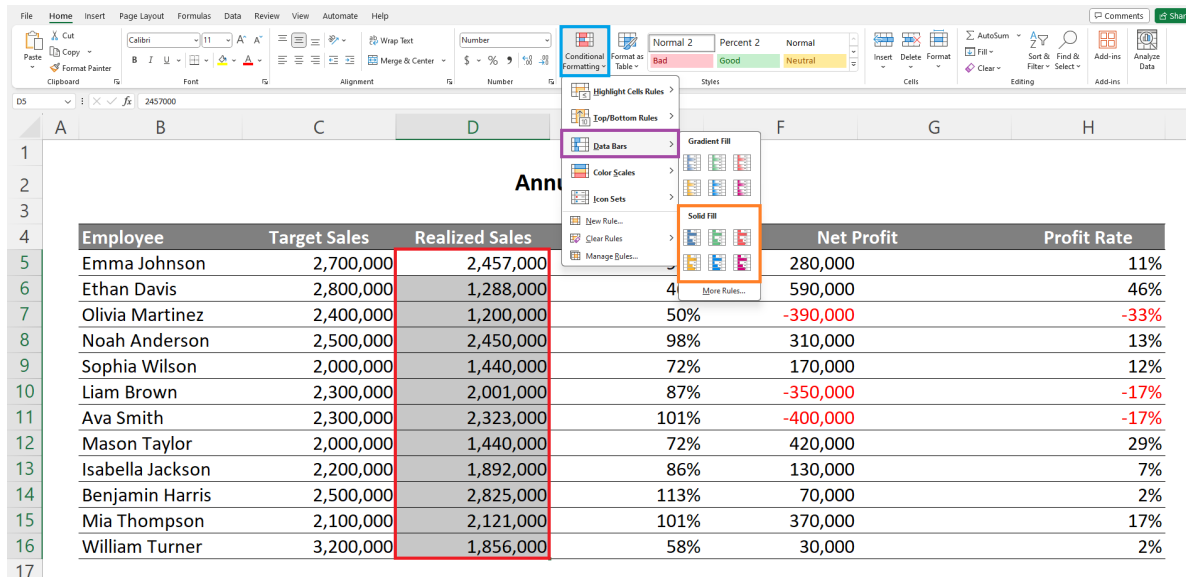 File Home Insert Page Layout Formulas Data Review View Automate Help Comments Shar
Cut
Copy
Format Painter
Paste
Calibri 11 A^ A˅
B I U A
Wrap Text
Merge & Center
Number
$ % 9
Conditional Formatting
Format as Table
Normal 2 Percent 2 Normal
Bad Good Neutral
Insert Delete Format
AutoSum
Fill
Clear
Sort & Filter
Find & Select
Add-ins
Analyze Data
Clipboard Font Alignment Number Styles Cells Editing Add-ins
D5 fx 2457000
Highlight Cells Rules
Top/Bottom Rules
Data Bars
Color Scales
Icon Sets
New Rule...
Clear Rules
Manage Rules...
Gradient Fill
Solid Fill
More Rules...
A B C D F G H
1
2 Annu
3
4 Employee Target Sales Realized Sales Net Profit Profit Rate
5 Emma Johnson 2,700,000 2,457,000 280,000 11%
6 Ethan Davis 2,800,000 1,288,000 4 590,000 46%
7 Olivia Martinez 2,400,000 1,200,000 50% -390,000 -33%
8 Noah Anderson 2,500,000 2,450,000 98% 310,000 13%
9 Sophia Wilson 2,000,000 1,440,000 72% 170,000 12%
10 Liam Brown 2,300,000 2,001,000 87% -350,000 -17%
11 Ava Smith 2,300,000 2,323,000 101% -400,000 -17%
12 Mason Taylor 2,000,000 1,440,000 72% 420,000 29%
13 Isabella Jackson 2,200,000 1,892,000 86% 130,000 7%
14 Benjamin Harris 2,500,000 2,825,000 113% 70,000 2%
15 Mia Thompson 2,100,000 2,121,000 101% 370,000 17%
16 William Turner 3,200,000 1,856,000 58% 30,000 2%
17